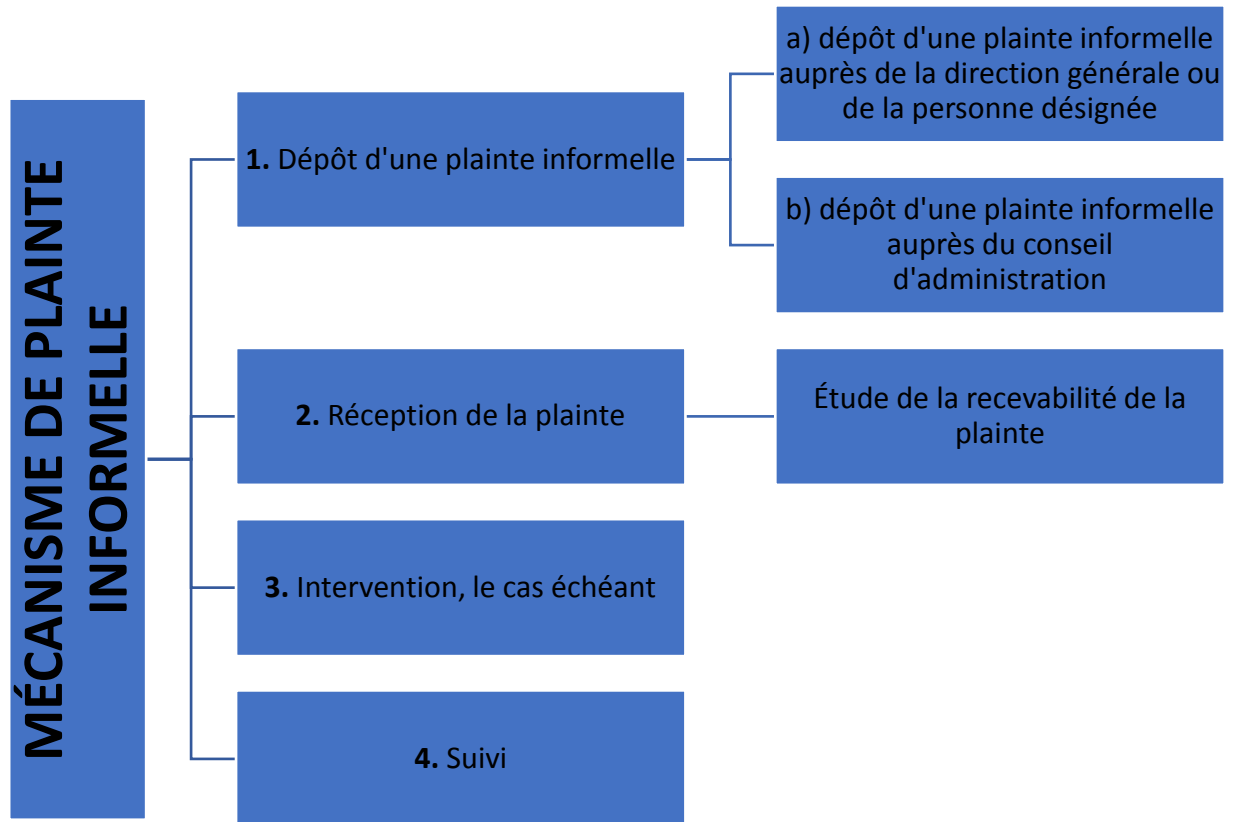 MÉCANISME DE PLAINTE
INFORMELLE
1. Dépôt d'une plainte informelle
a) dépôt d'une plainte informelle
auprès de la direction générale ou
de la personne désignée
b) dépôt d'une plainte informelle
auprès du conseil
d'administration
2. Réception de la plainte
Étude de la recevabilité de la
plainte
3. Intervention, le cas échéant
4. Suivi